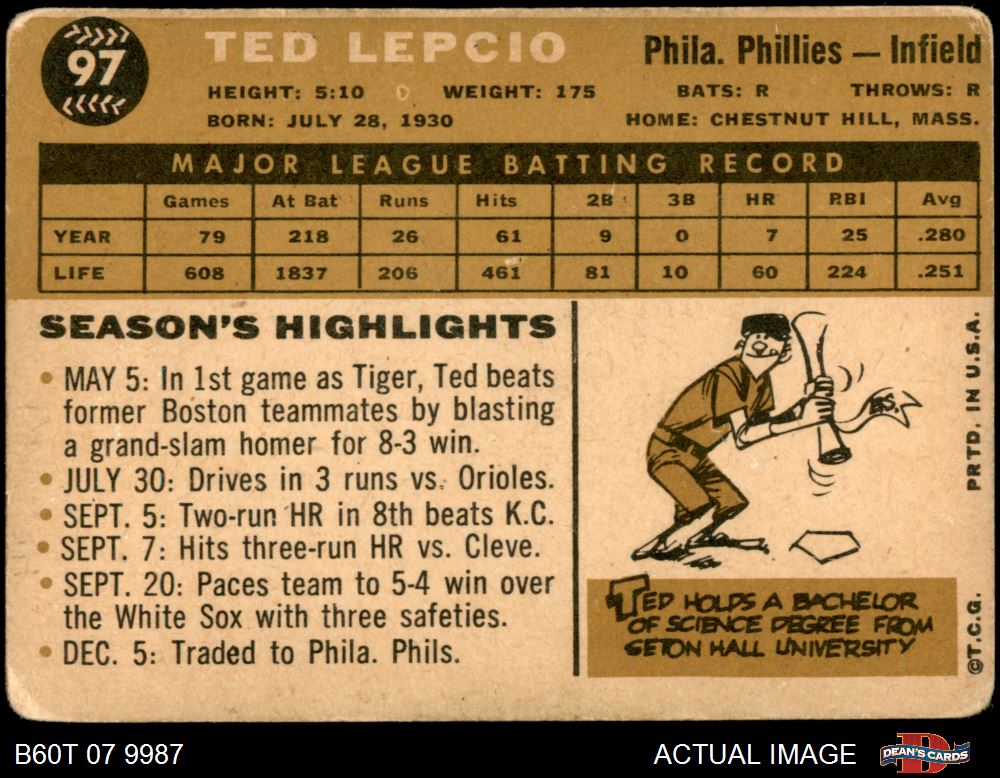 97
TED LEPCIO
Phila. Phillies — Infield
HEIGHT: 5:10 WEIGHT: 175 BATS: R THROWS: R
BORN: JULY 28, 1930 HOME: CHESTNUT HILL, MASS.
MAJOR LEAGUE BATTING RECORD
Games At Bat Runs Hits 2B 3B HR RBI Avg
YEAR 79 218 26 61 9 0 7 25 .280
LIFE 608 1837 206 461 81 10 60 224 .251
SEASON'S HIGHLIGHTS
• MAY 5: In 1st game as Tiger, Ted beats
former Boston teammates by blasting
a grand-slam homer for 8-3 win.
• JULY 30: Drives in 3 runs vs. Orioles.
• SEPT. 5: Two-run HR in 8th beats K.C.
• SEPT. 7: Hits three-run HR vs. Cleve.
• SEPT. 20: Paces team to 5-4 win over
the White Sox with three safeties.
• DEC. 5: Traded to Phila. Phils.
B.S.
TED HOLDS A BACHELOR
OF SCIENCE DEGREE FROM
SETON HALL UNIVERSITY
PRTD. IN U.S.A.
©T.C.G.
B60T 07 9987
ACTUAL IMAGE
DEAN'S CARDS